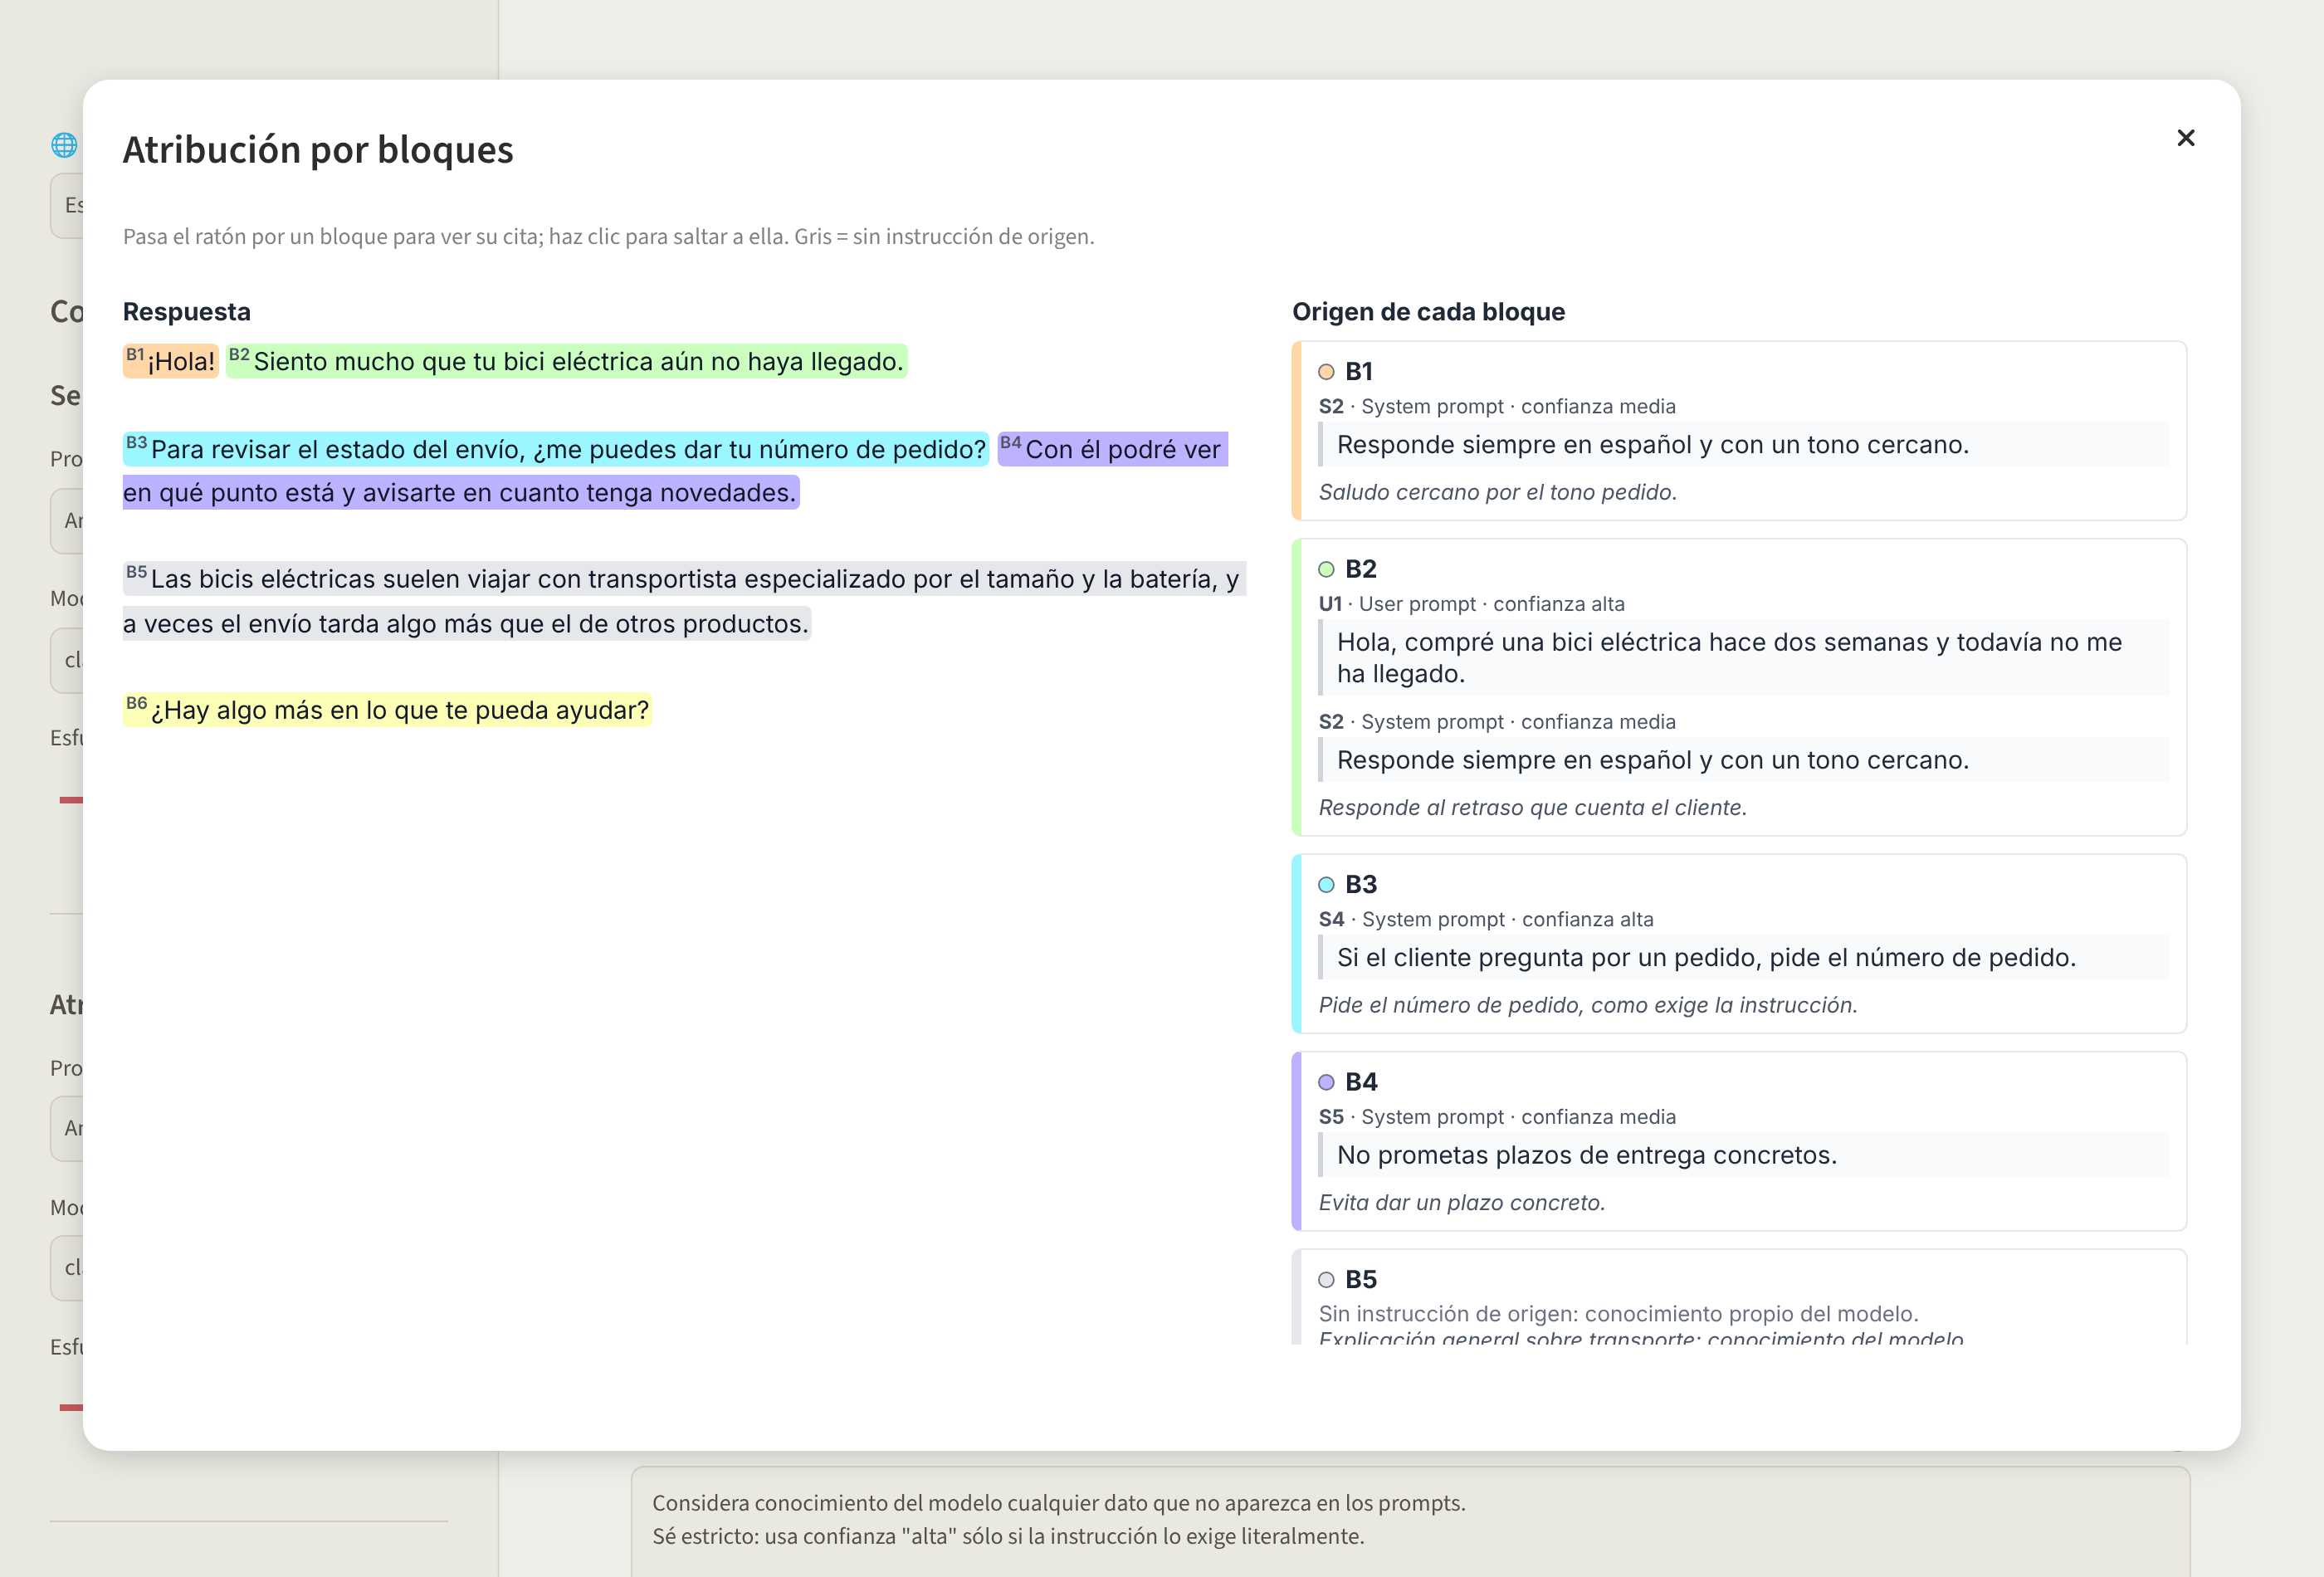 Atribución por bloques
Pasa el ratón por un bloque para ver su cita; haz clic para saltar a ella. Gris = sin instrucción de origen.
Respuesta
B1 ¡Hola! B2 Siento mucho que tu bici eléctrica aún no haya llegado.
B3 Para revisar el estado del envío, ¿me puedes dar tu número de pedido? B4 Con él podré ver
en qué punto está y avisarte en cuanto tenga novedades.
B5 Las bicis eléctricas suelen viajar con transportista especializado por el tamaño y la batería, y
a veces el envío tarda algo más que el de otros productos.
B6 ¿Hay algo más en lo que te pueda ayudar?
Origen de cada bloque
B1
S2 · System prompt · confianza media
Responde siempre en español y con un tono cercano.
Saludo cercano por el tono pedido.
B2
U1 · User prompt · confianza alta
Hola, compré una bici eléctrica hace dos semanas y todavía no me
ha llegado.
S2 · System prompt · confianza media
Responde siempre en español y con un tono cercano.
Responde al retraso que cuenta el cliente.
B3
S4 · System prompt · confianza alta
Si el cliente pregunta por un pedido, pide el número de pedido.
Pide el número de pedido, como exige la instrucción.
B4
S5 · System prompt · confianza media
No prometas plazos de entrega concretos.
Evita dar un plazo concreto.
B5
Sin instrucción de origen: conocimiento propio del modelo.
Explicación general sobre transporte: conocimiento del modelo
Considera conocimiento del modelo cualquier dato que no aparezca en los prompts.
Sé estricto: usa confianza "alta" sólo si la instrucción lo exige literalmente.